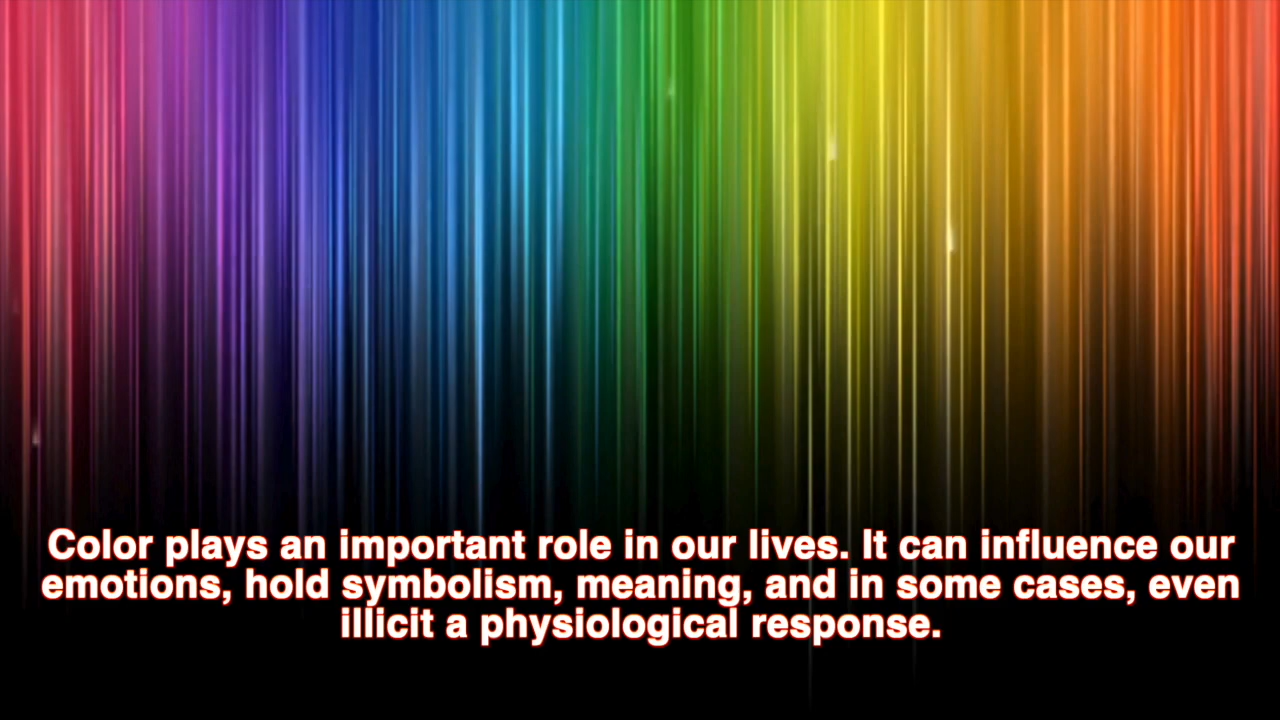 Color plays an important role in our lives. It can influence our
emotions, hold symbolism, meaning, and in some cases, even
illicit a physiological response.